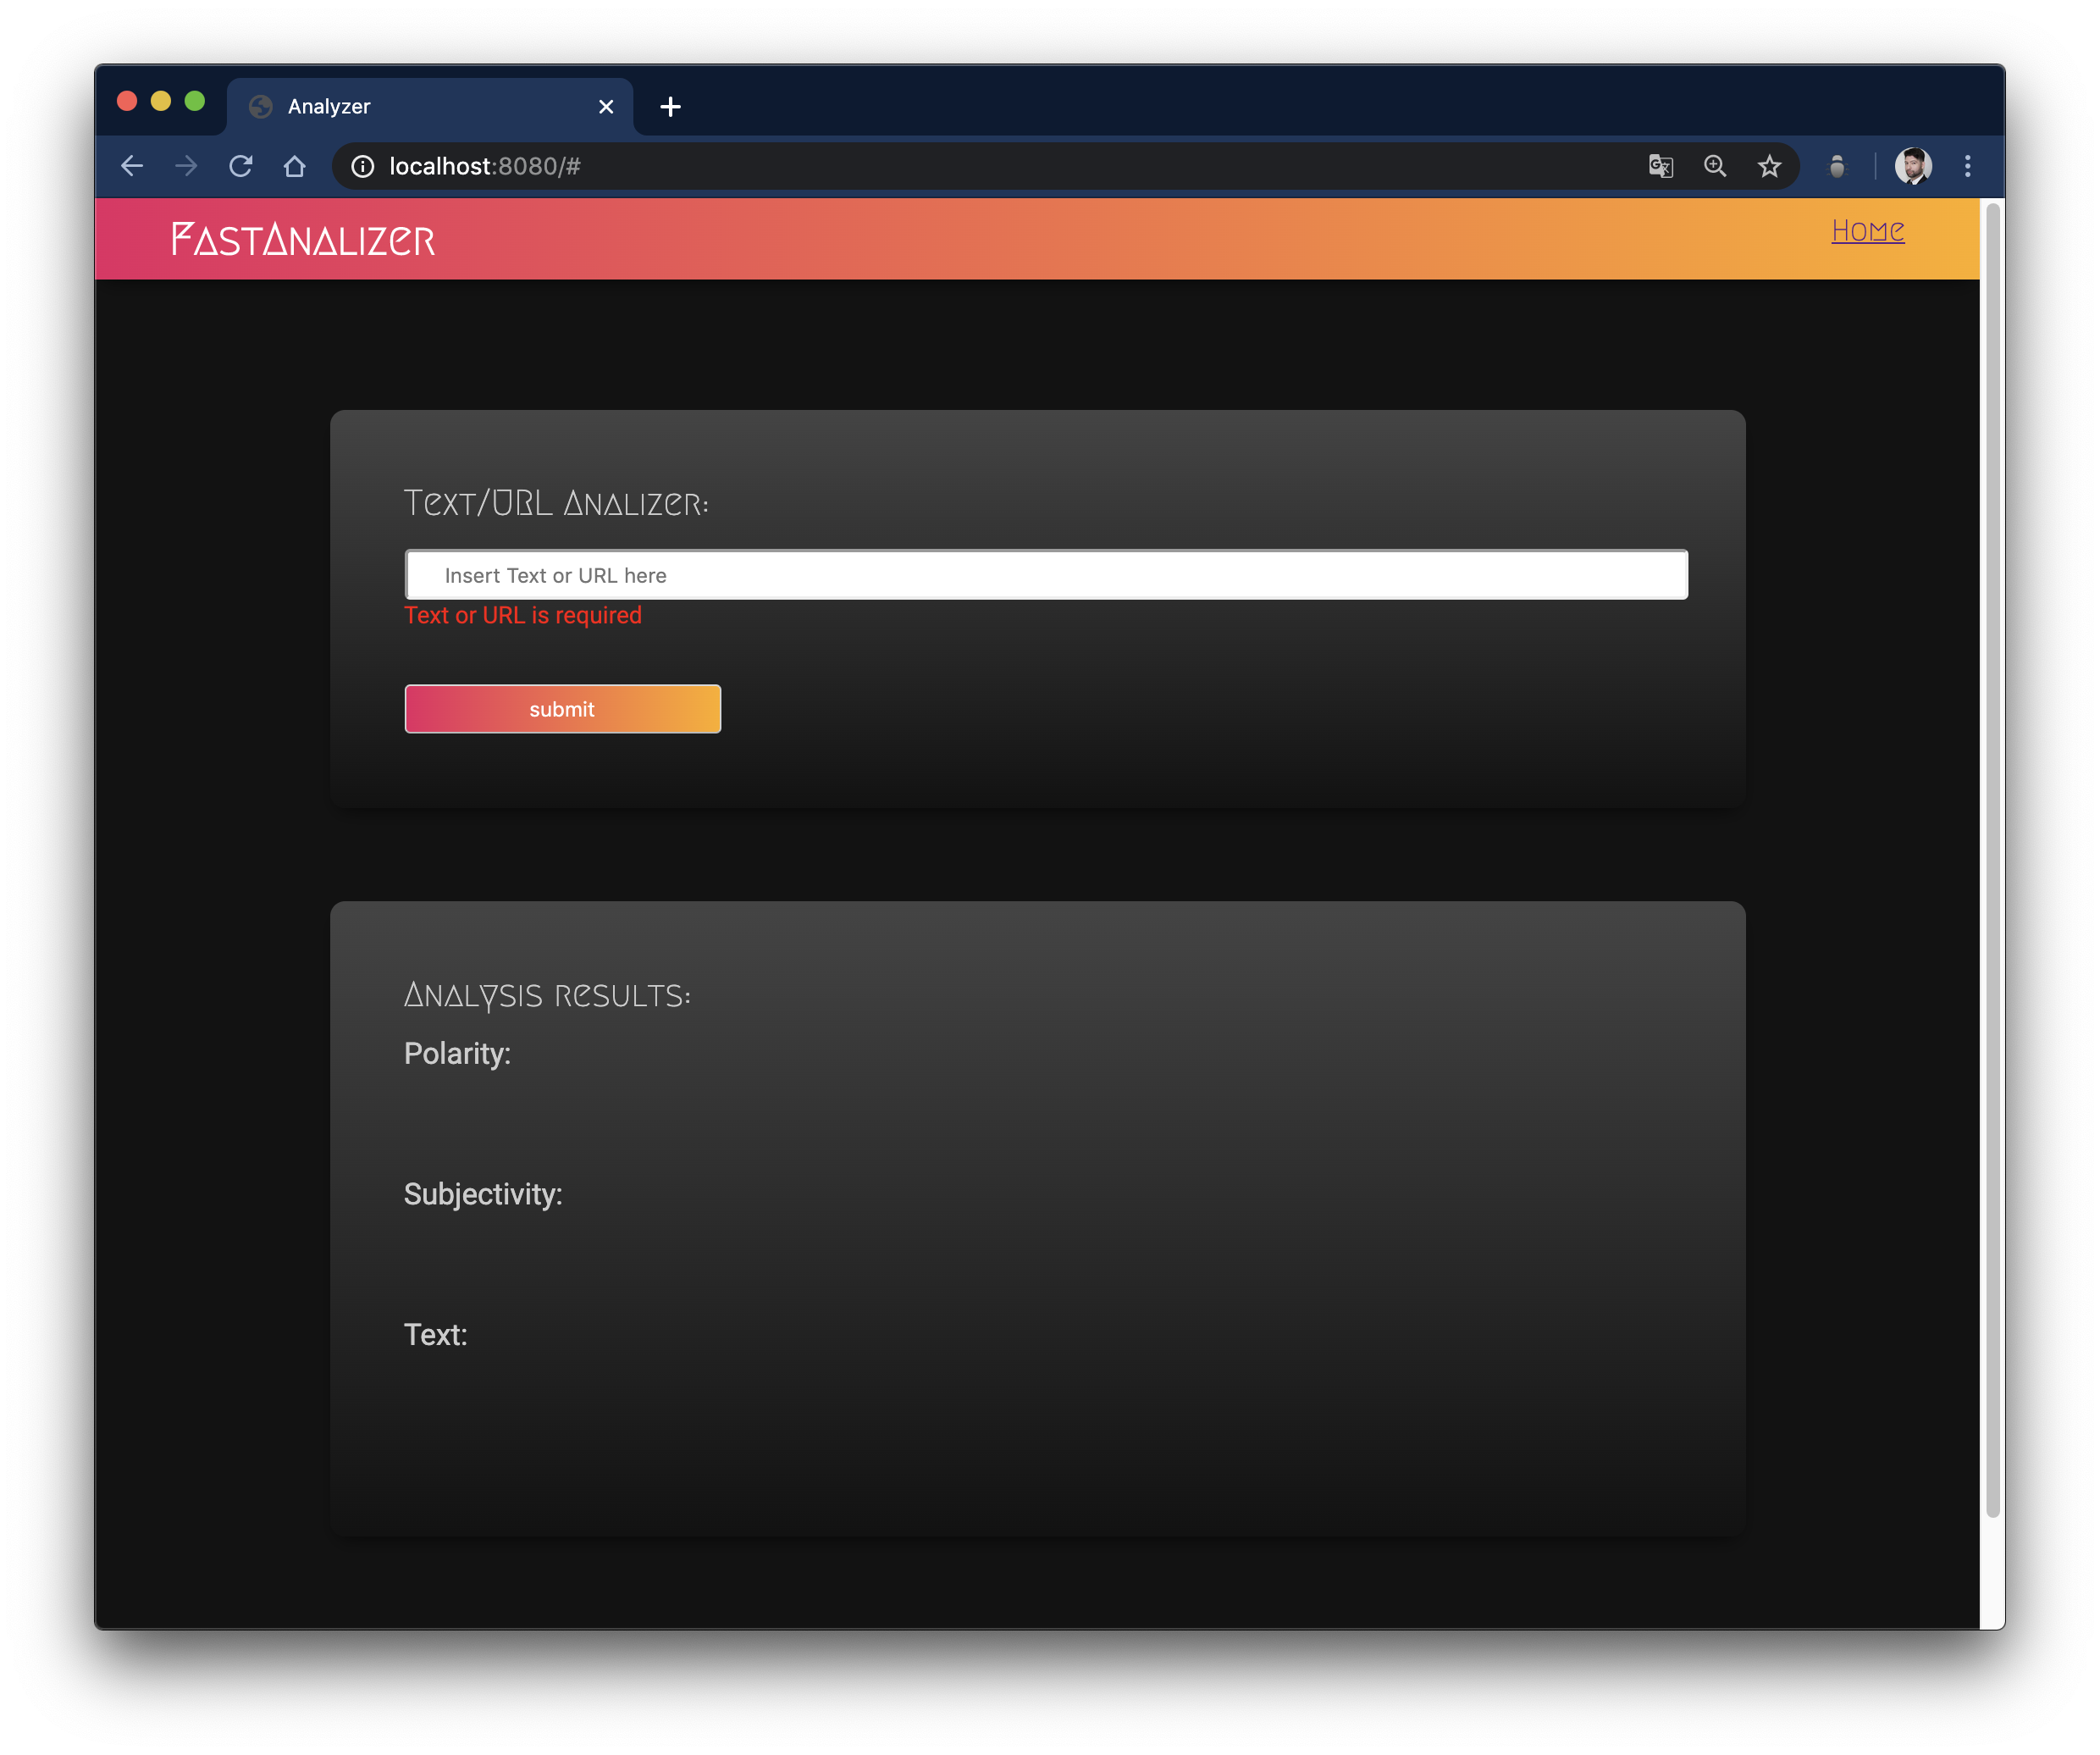 Analyzer
localhost:8080/#
FastAnalizer
Home
Text/URL Analizer:
Insert Text or URL here
Text or URL is required
submit
Analysis results:
Polarity:
Subjectivity:
Text: